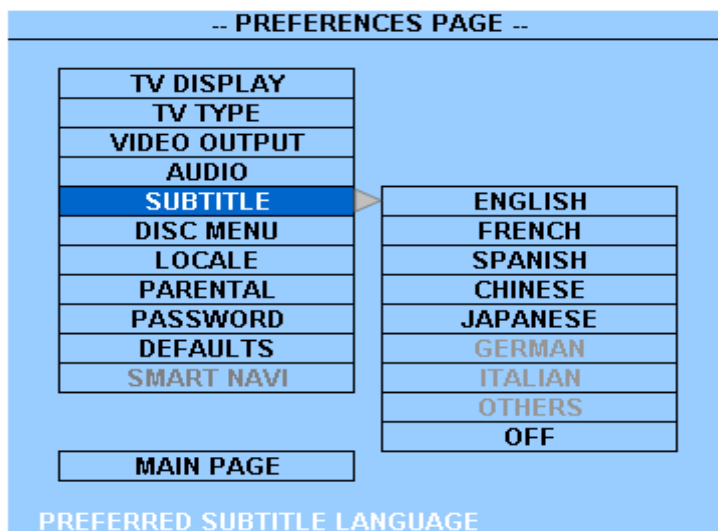 -- PREFERENCES PAGE --
TV DISPLAY
TV TYPE
VIDEO OUTPUT
AUDIO
SUBTITLE
DISC MENU
LOCALE
PARENTAL
PASSWORD
DEFAULTS
SMART NAVI
MAIN PAGE
ENGLISH
FRENCH
SPANISH
CHINESE
JAPANESE
GERMAN
ITALIAN
OTHERS
OFF
PREFERRED SUBTITLE LANGUAGE